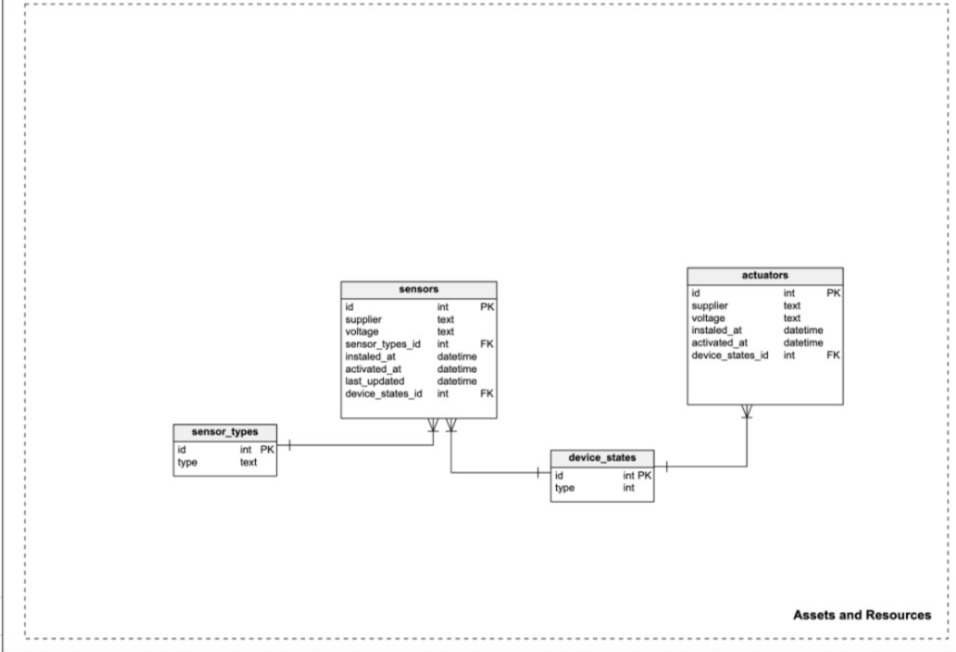 sensors
id int PK
supplier text
voltage text
sensor_types_id int FK
instaled_at datetime
activated_at datetime
last_updated datetime
device_states_id int FK
actuators
id int PK
supplier text
voltage text
instaled_at datetime
activated_at datetime
device_states_id int FK
sensor_types
id int PK
type text
device_states
id int PK
type int
Assets and Resources